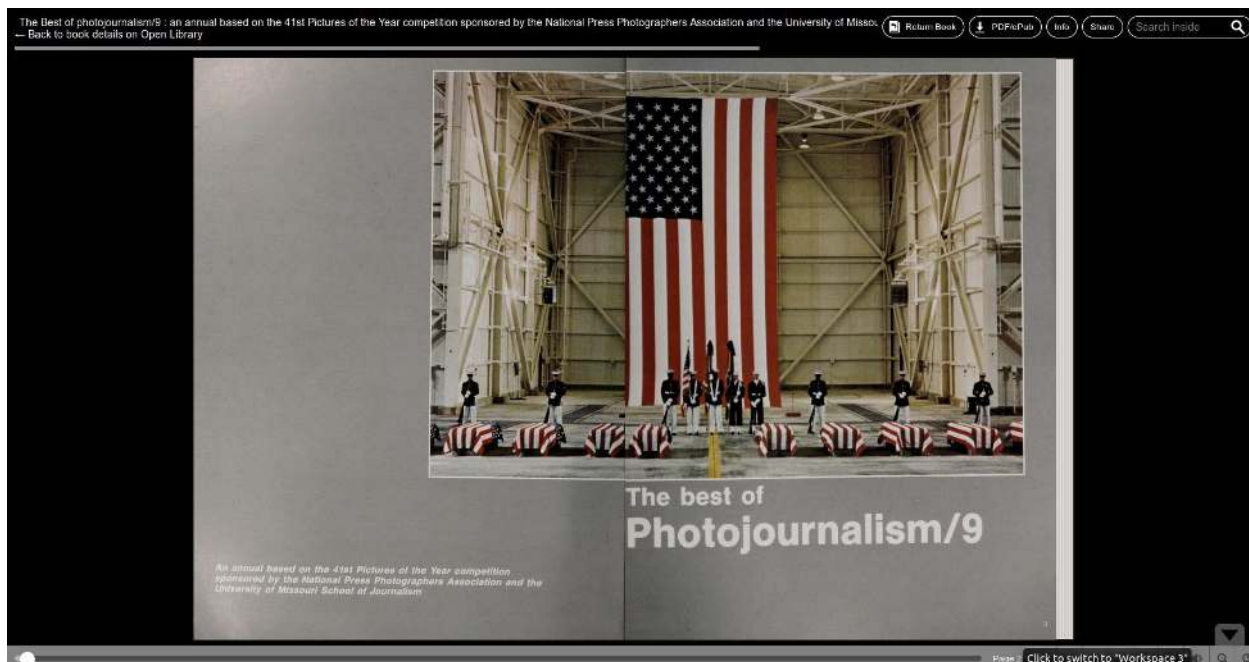 The Best of photojournalism/9 : an annual based on the 41st Pictures of the Year competition sponsored by the National Press Photographers Association and the University of Missou
← Back to book details on Open Library
Return Book
PDF/ePub
Info
Share
Search inside
The best of
Photojournalism/9
An annual based on the 41st Pictures of the Year competition
sponsored by the National Press Photographers Association and the
University of Missouri School of Journalism
Page
Click to switch to "Workspace 3"